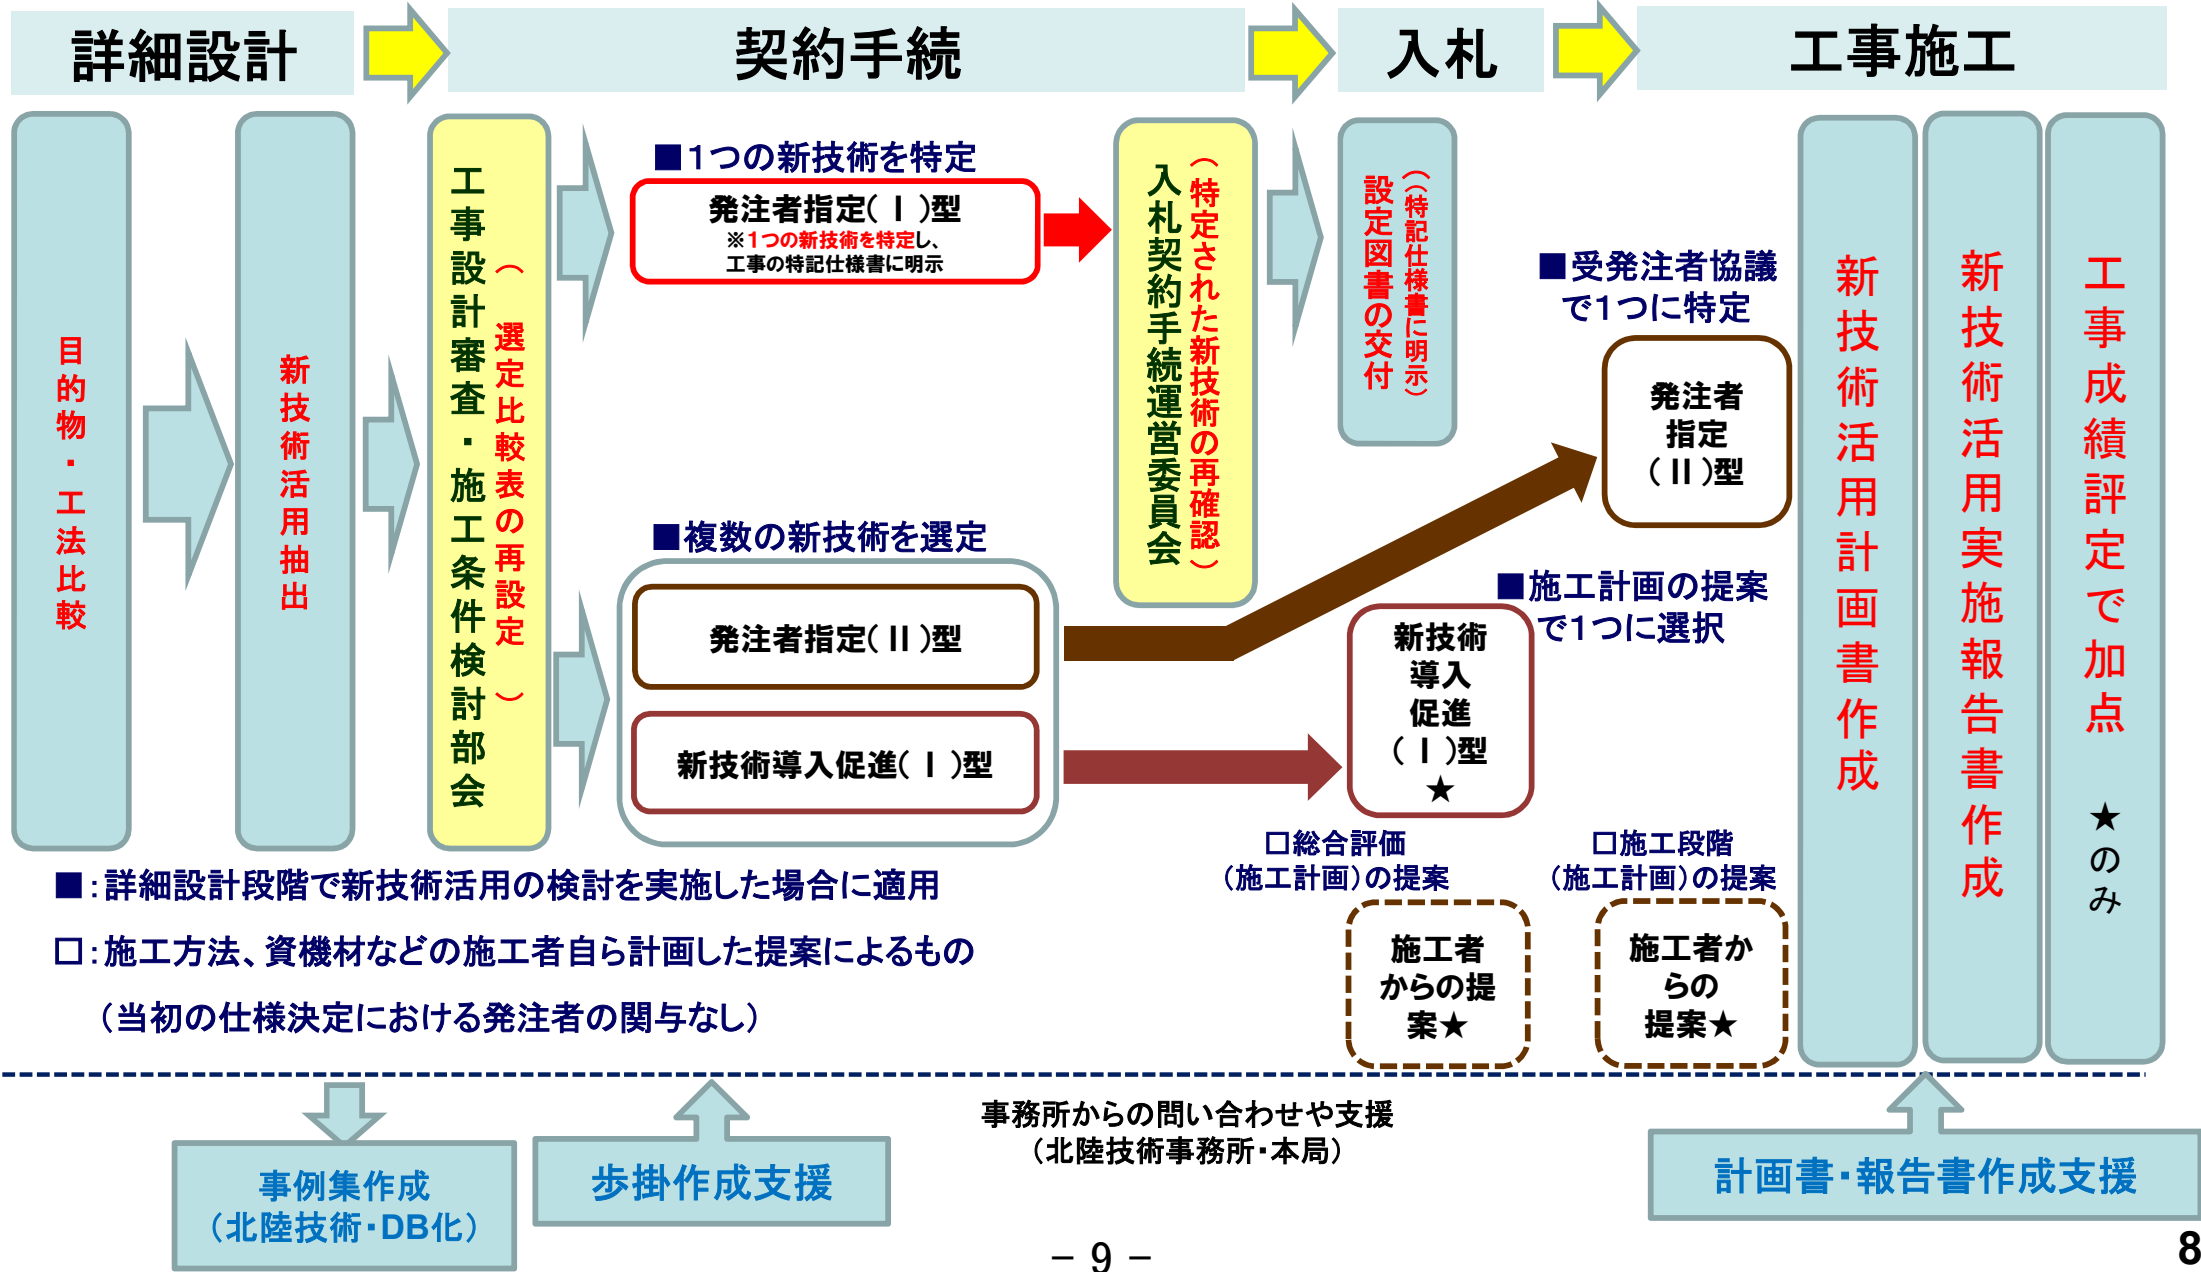 詳細設計
契約手続
入札
工事施工
目的物・工法比較
新技術活用抽出
工事設計審査・施工条件検討部会
（選定比較表の再設定）
■1つの新技術を特定
発注者指定(Ⅰ)型
※1つの新技術を特定し、
工事の特記仕様書に明示
■複数の新技術を選定
発注者指定(Ⅱ)型
新技術導入促進(Ⅰ)型
（特定された新技術の再確認）
入札契約手続運営委員会
（(特記仕様書に明示）
設定図書の交付
■受発注者協議
で1つに特定
発注者
指定
(Ⅱ)型
■施工計画の提案
で1つに選択
新技術
導入
促進
(Ⅰ)型
★
□総合評価
（施工計画）の提案
施工者
からの提
案★
□施工段階
（施工計画）の提案
施工者か
らの
提案★
新技術活用計画書作成
新技術活用実施報告書作成
工事成績評定で加点 ★のみ
■：詳細設計段階で新技術活用の検討を実施した場合に適用
□：施工方法、資機材などの施工者自ら計画した提案によるもの
（当初の仕様決定における発注者の関与なし）
事例集作成
（北陸技術・DB化）
歩掛作成支援
事務所からの問い合わせや支援
（北陸技術事務所・本局）
計画書・報告書作成支援
− 9 −
8